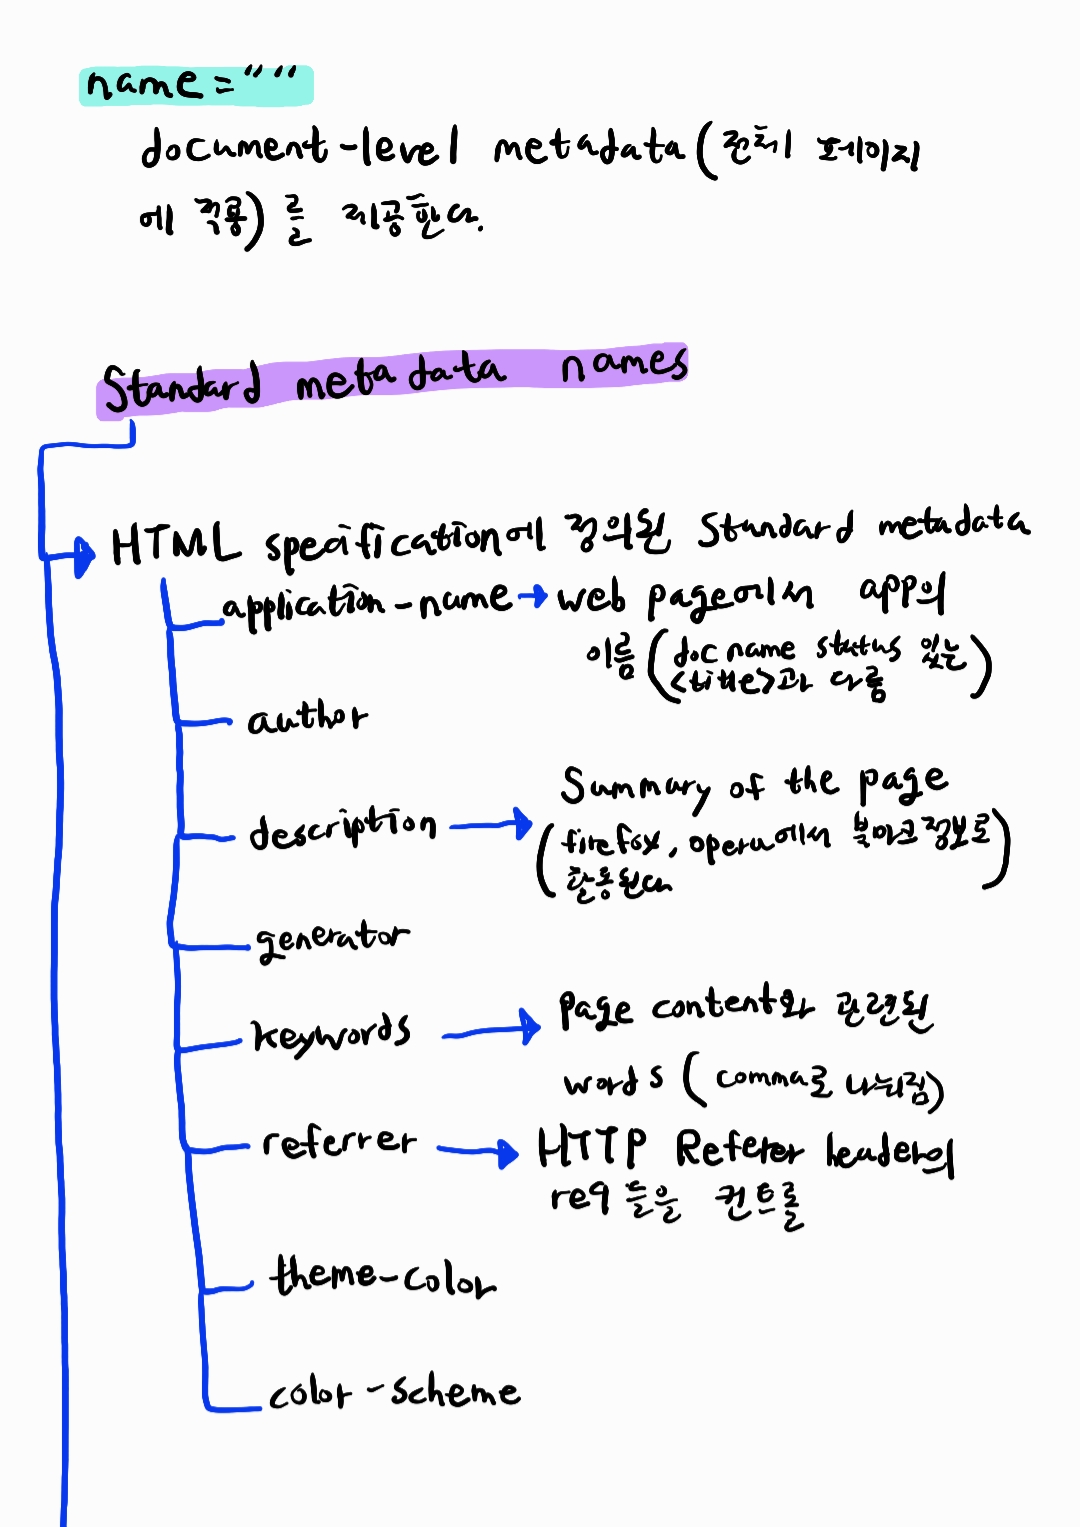 name=""
document-level metadata (전체 페이지
에 적용)를 제공한다.
Standard metadata names
HTML specification에 정의된 Standard metadata
application-name → web page에서 app의
이름 (doc name status 있는
<title>과 다름)
author
description → Summary of the page
(firefox, opera에서 북마크정보로
활용된다)
generator
keywords → page content와 관련된
words (comma로 나눠짐)
referrer → HTTP Referer header의
req 들을 컨트롤
theme-color
color-scheme